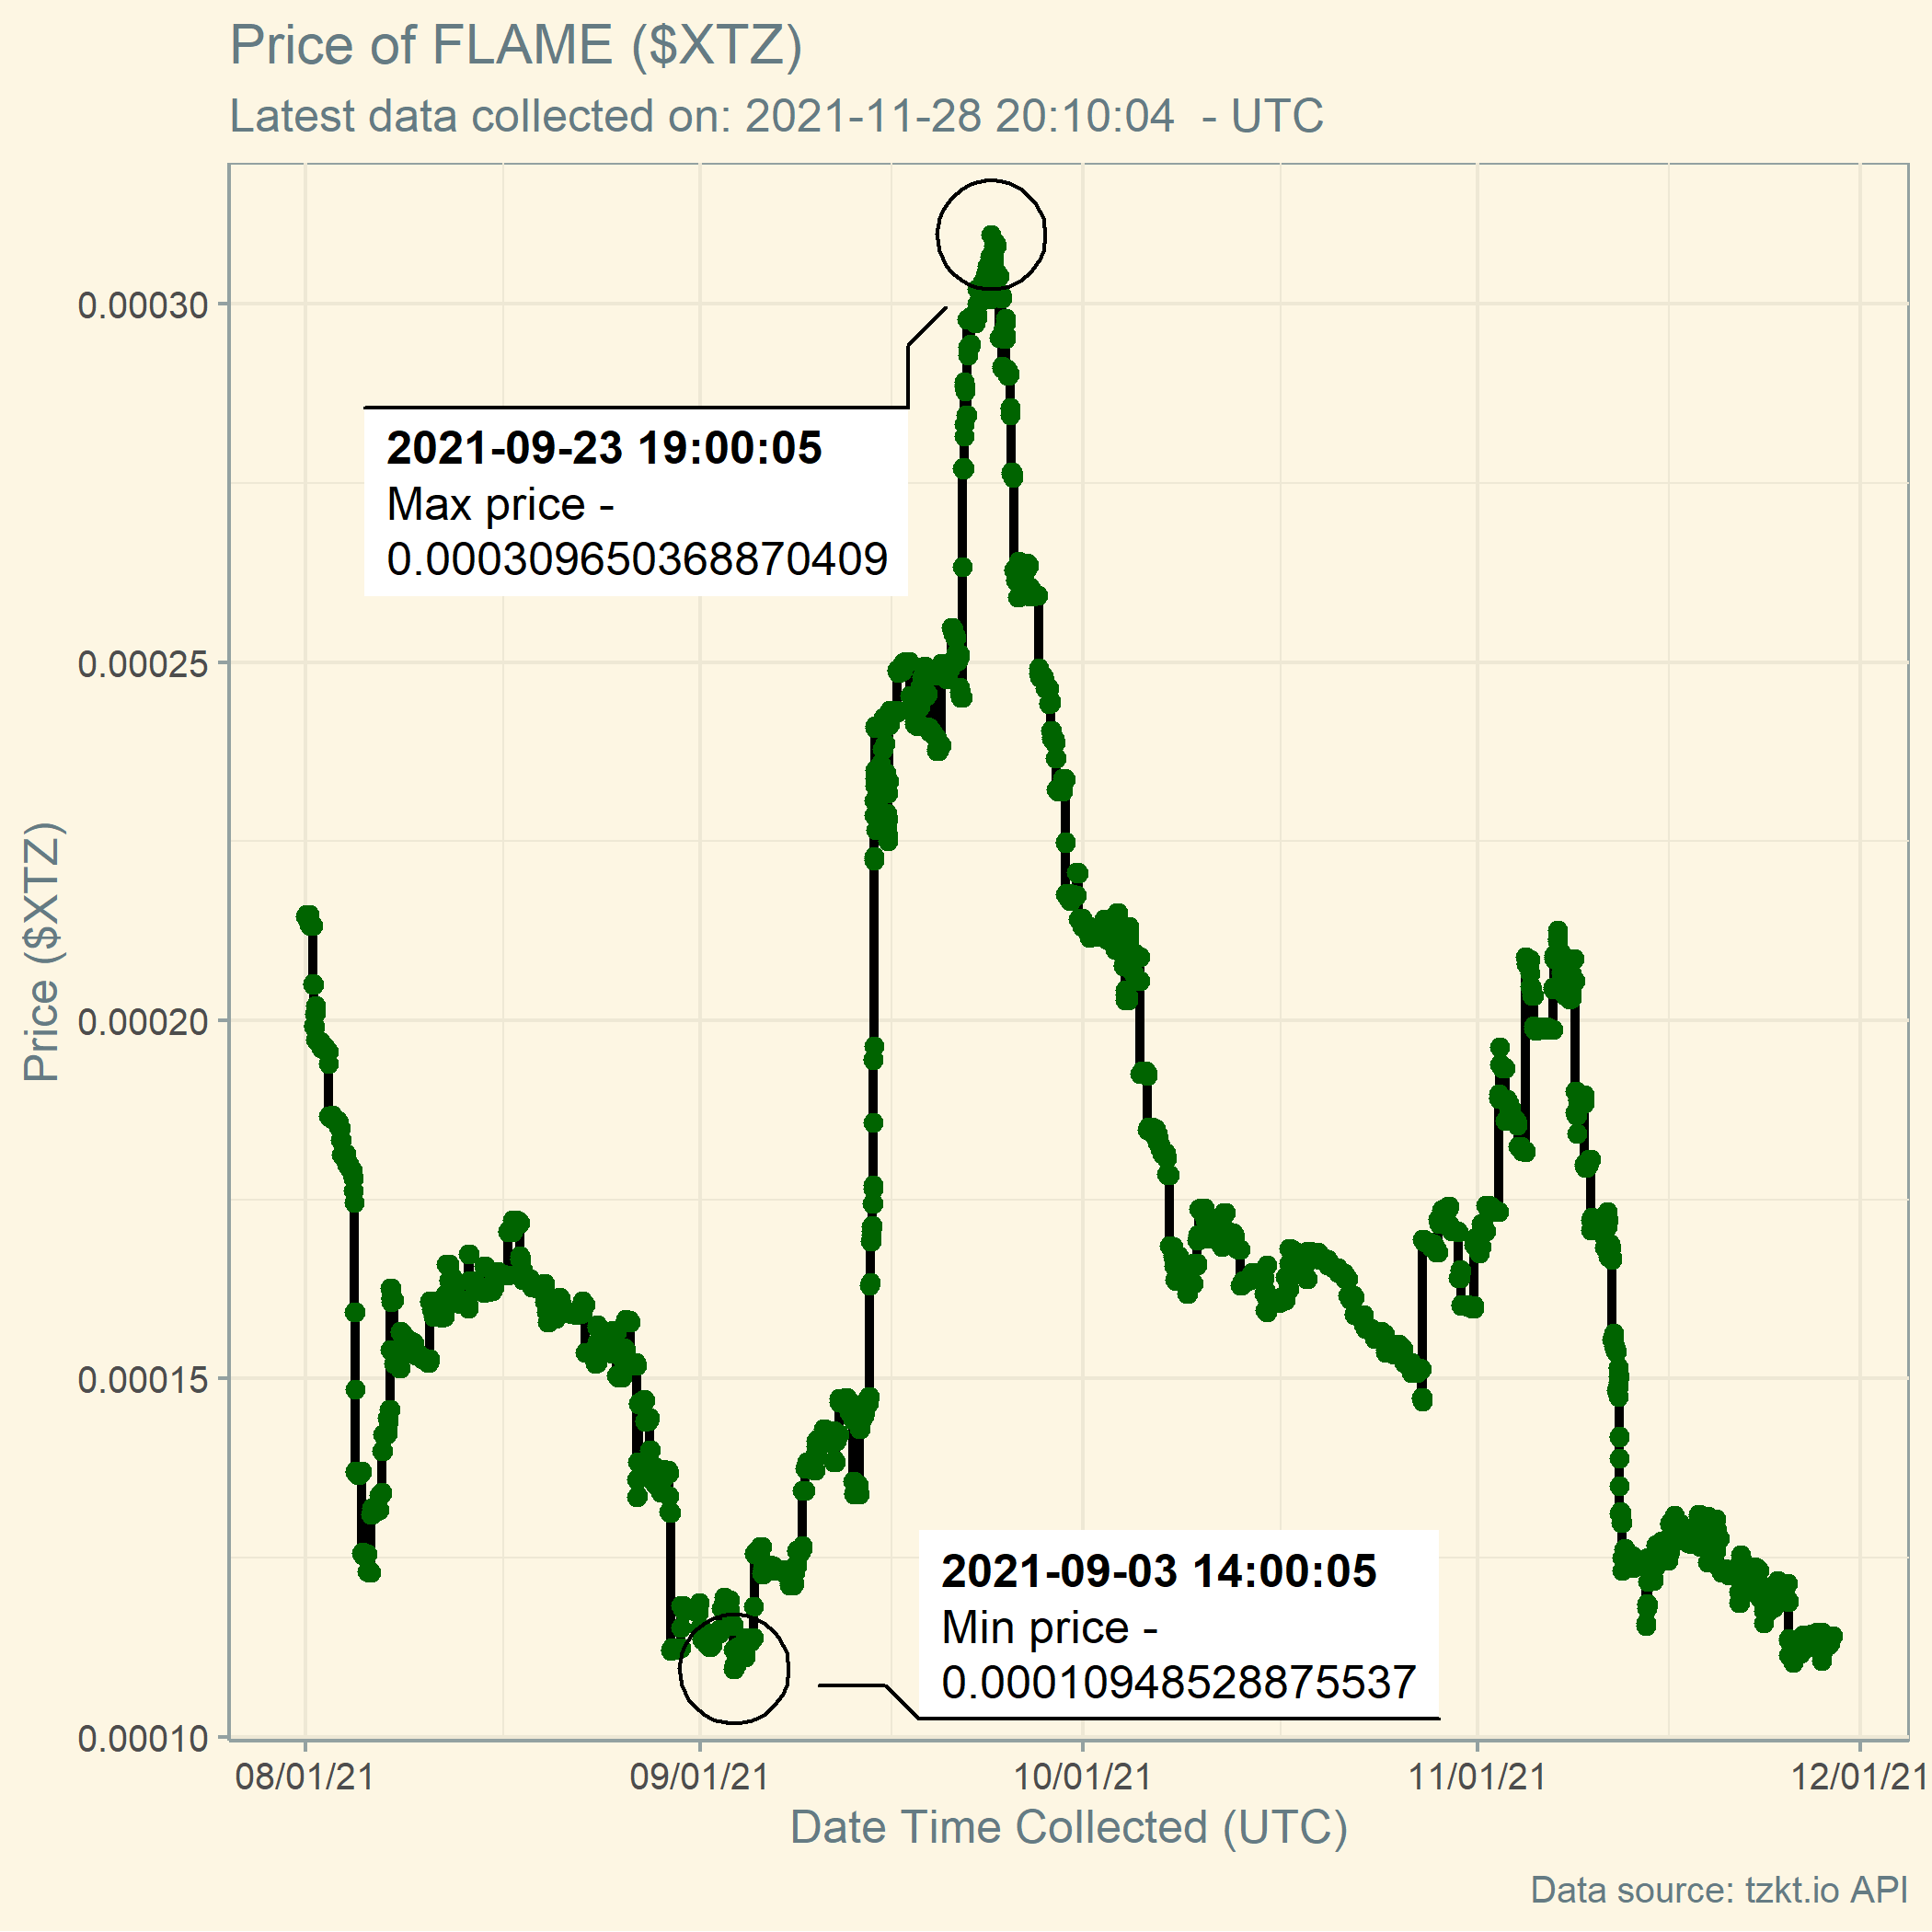 Price of FLAME ($XTZ)
Latest data collected on: 2021-11-28 20:10:04  - UTC
0.00030
2021-09-23 19:00:05
Max price -
0.000309650368870409
0.00025
Price ($XTZ)
0.00020
0.00015
2021-09-03 14:00:05
Min price -
0.00010948528875537
0.00010
08/01/21
09/01/21
10/01/21
11/01/21
12/01/21
Date Time Collected (UTC)
Data source: tzkt.io API